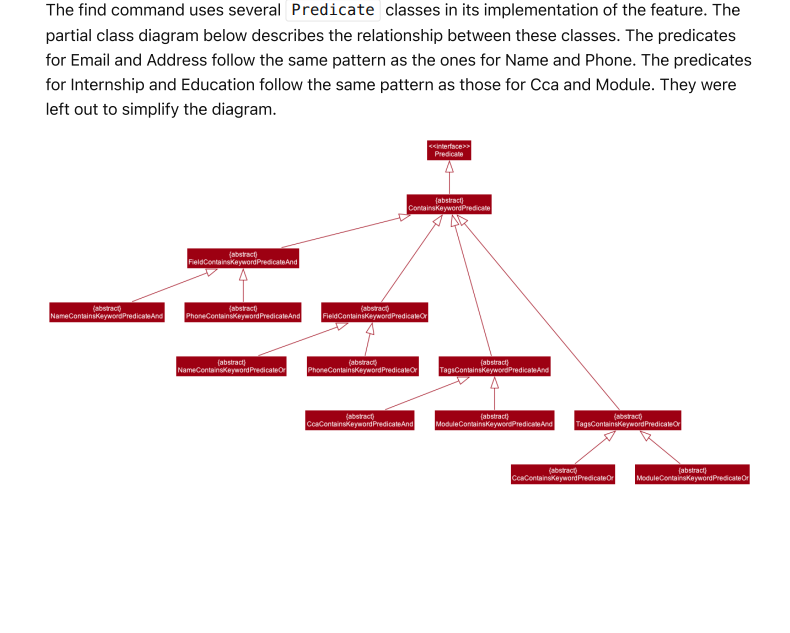 The find command uses several Predicate classes in its implementation of the feature. The
partial class diagram below describes the relationship between these classes. The predicates
for Email and Address follow the same pattern as the ones for Name and Phone. The predicates
for Internship and Education follow the same pattern as those for Cca and Module. They were
left out to simplify the diagram.
<<interface>>
Predicate
{abstract}
ContainsKeywordPredicate
{abstract}
FieldContainsKeywordPredicateAnd
{abstract}
NameContainsKeywordPredicateAnd
{abstract}
PhoneContainsKeywordPredicateAnd
{abstract}
FieldContainsKeywordPredicateOr
{abstract}
NameContainsKeywordPredicateOr
{abstract}
PhoneContainsKeywordPredicateOr
{abstract}
TagsContainsKeywordPredicateAnd
{abstract}
CcaContainsKeywordPredicateAnd
{abstract}
ModuleContainsKeywordPredicateAnd
{abstract}
TagsContainsKeywordPredicateOr
{abstract}
CcaContainsKeywordPredicateOr
{abstract}
ModuleContainsKeywordPredicateOr